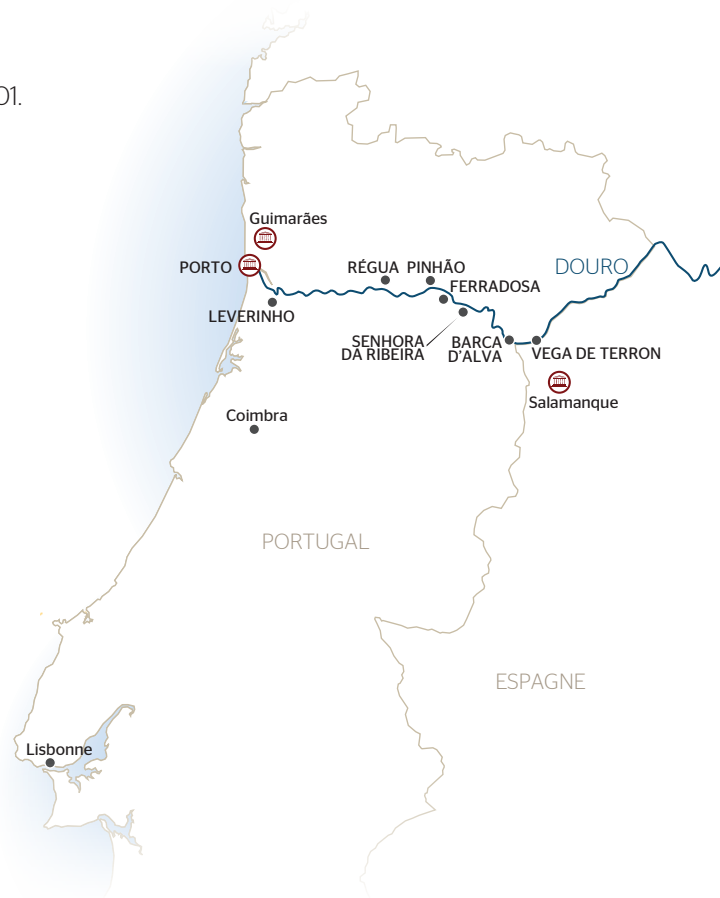 01.
Guimarães
PORTO
RÉGUA
PINHÃO
DOURO
FERRADOSA
LEVERINHO
SENHORA
DA RIBEIRA
BARCA
D'ALVA
VEGA DE TERRON
Salamanque
Coimbra
PORTUGAL
ESPAGNE
Lisbonne